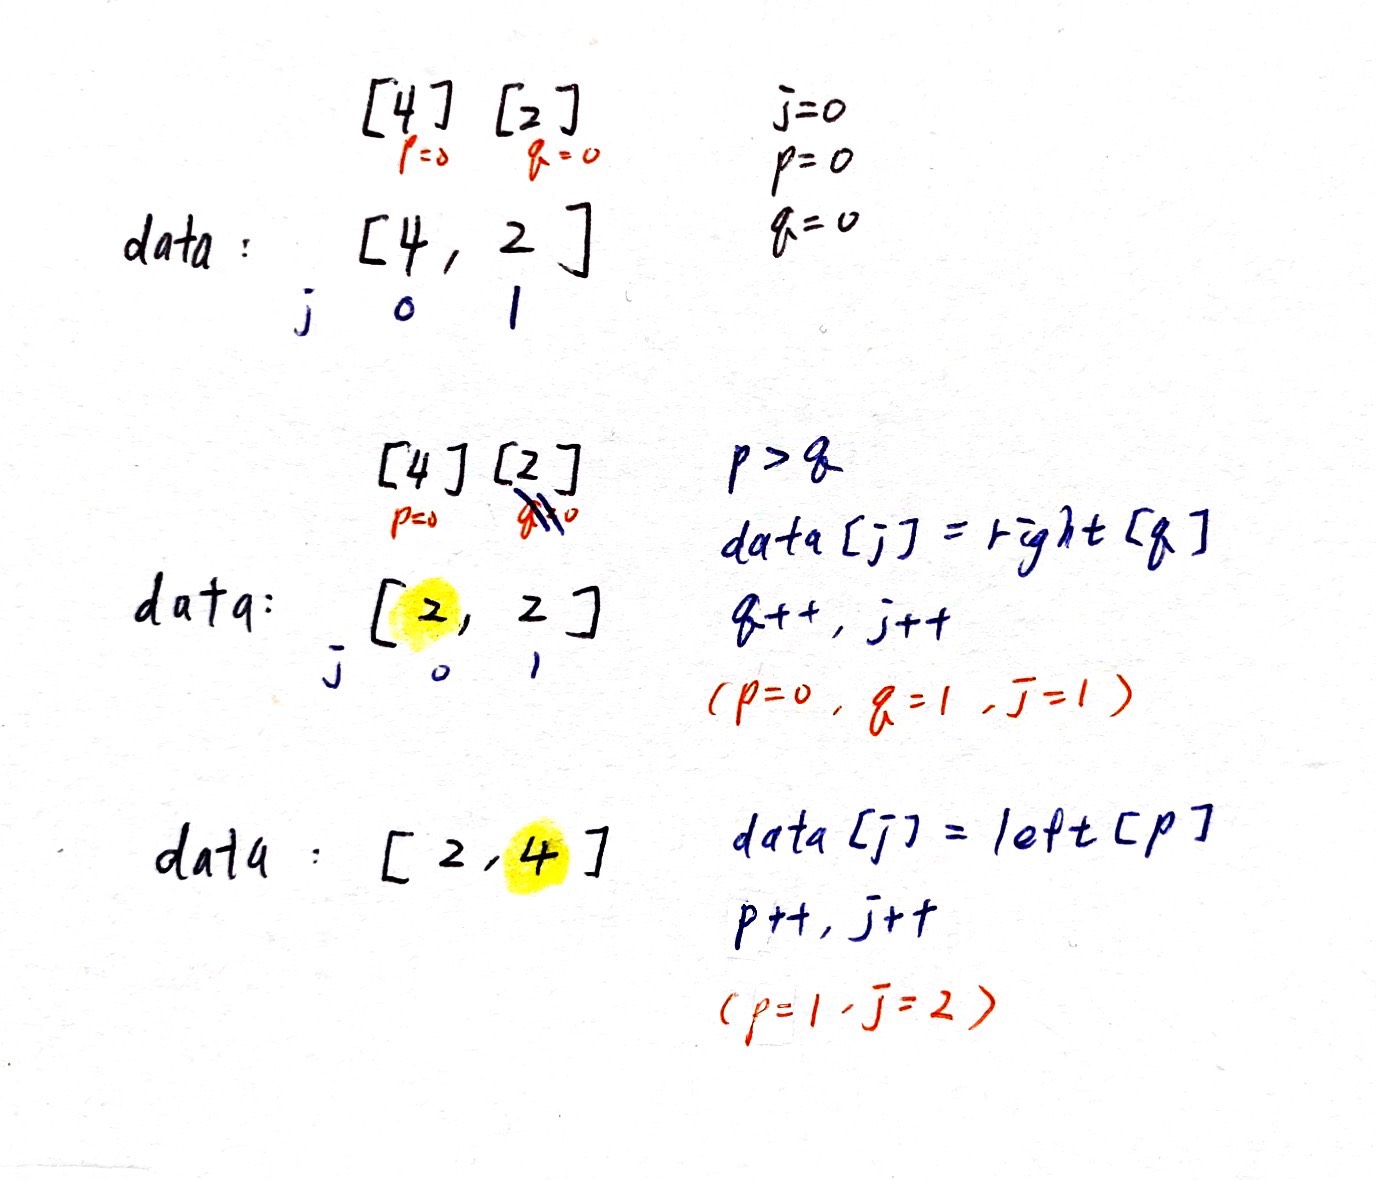 [4] [2] j=0
p=0 q=0 p=0
data : [4, 2 ] q=0
j 0 1
[4] [2] p>q
p=0 q=0 data [j] = right [q]
data: [2, 2 ] q++, j++
j 0 1 (p=0, q=1, j=1)
data : [ 2, 4 ] data [j] = left [p]
p++, j++
(p=1, j=2)